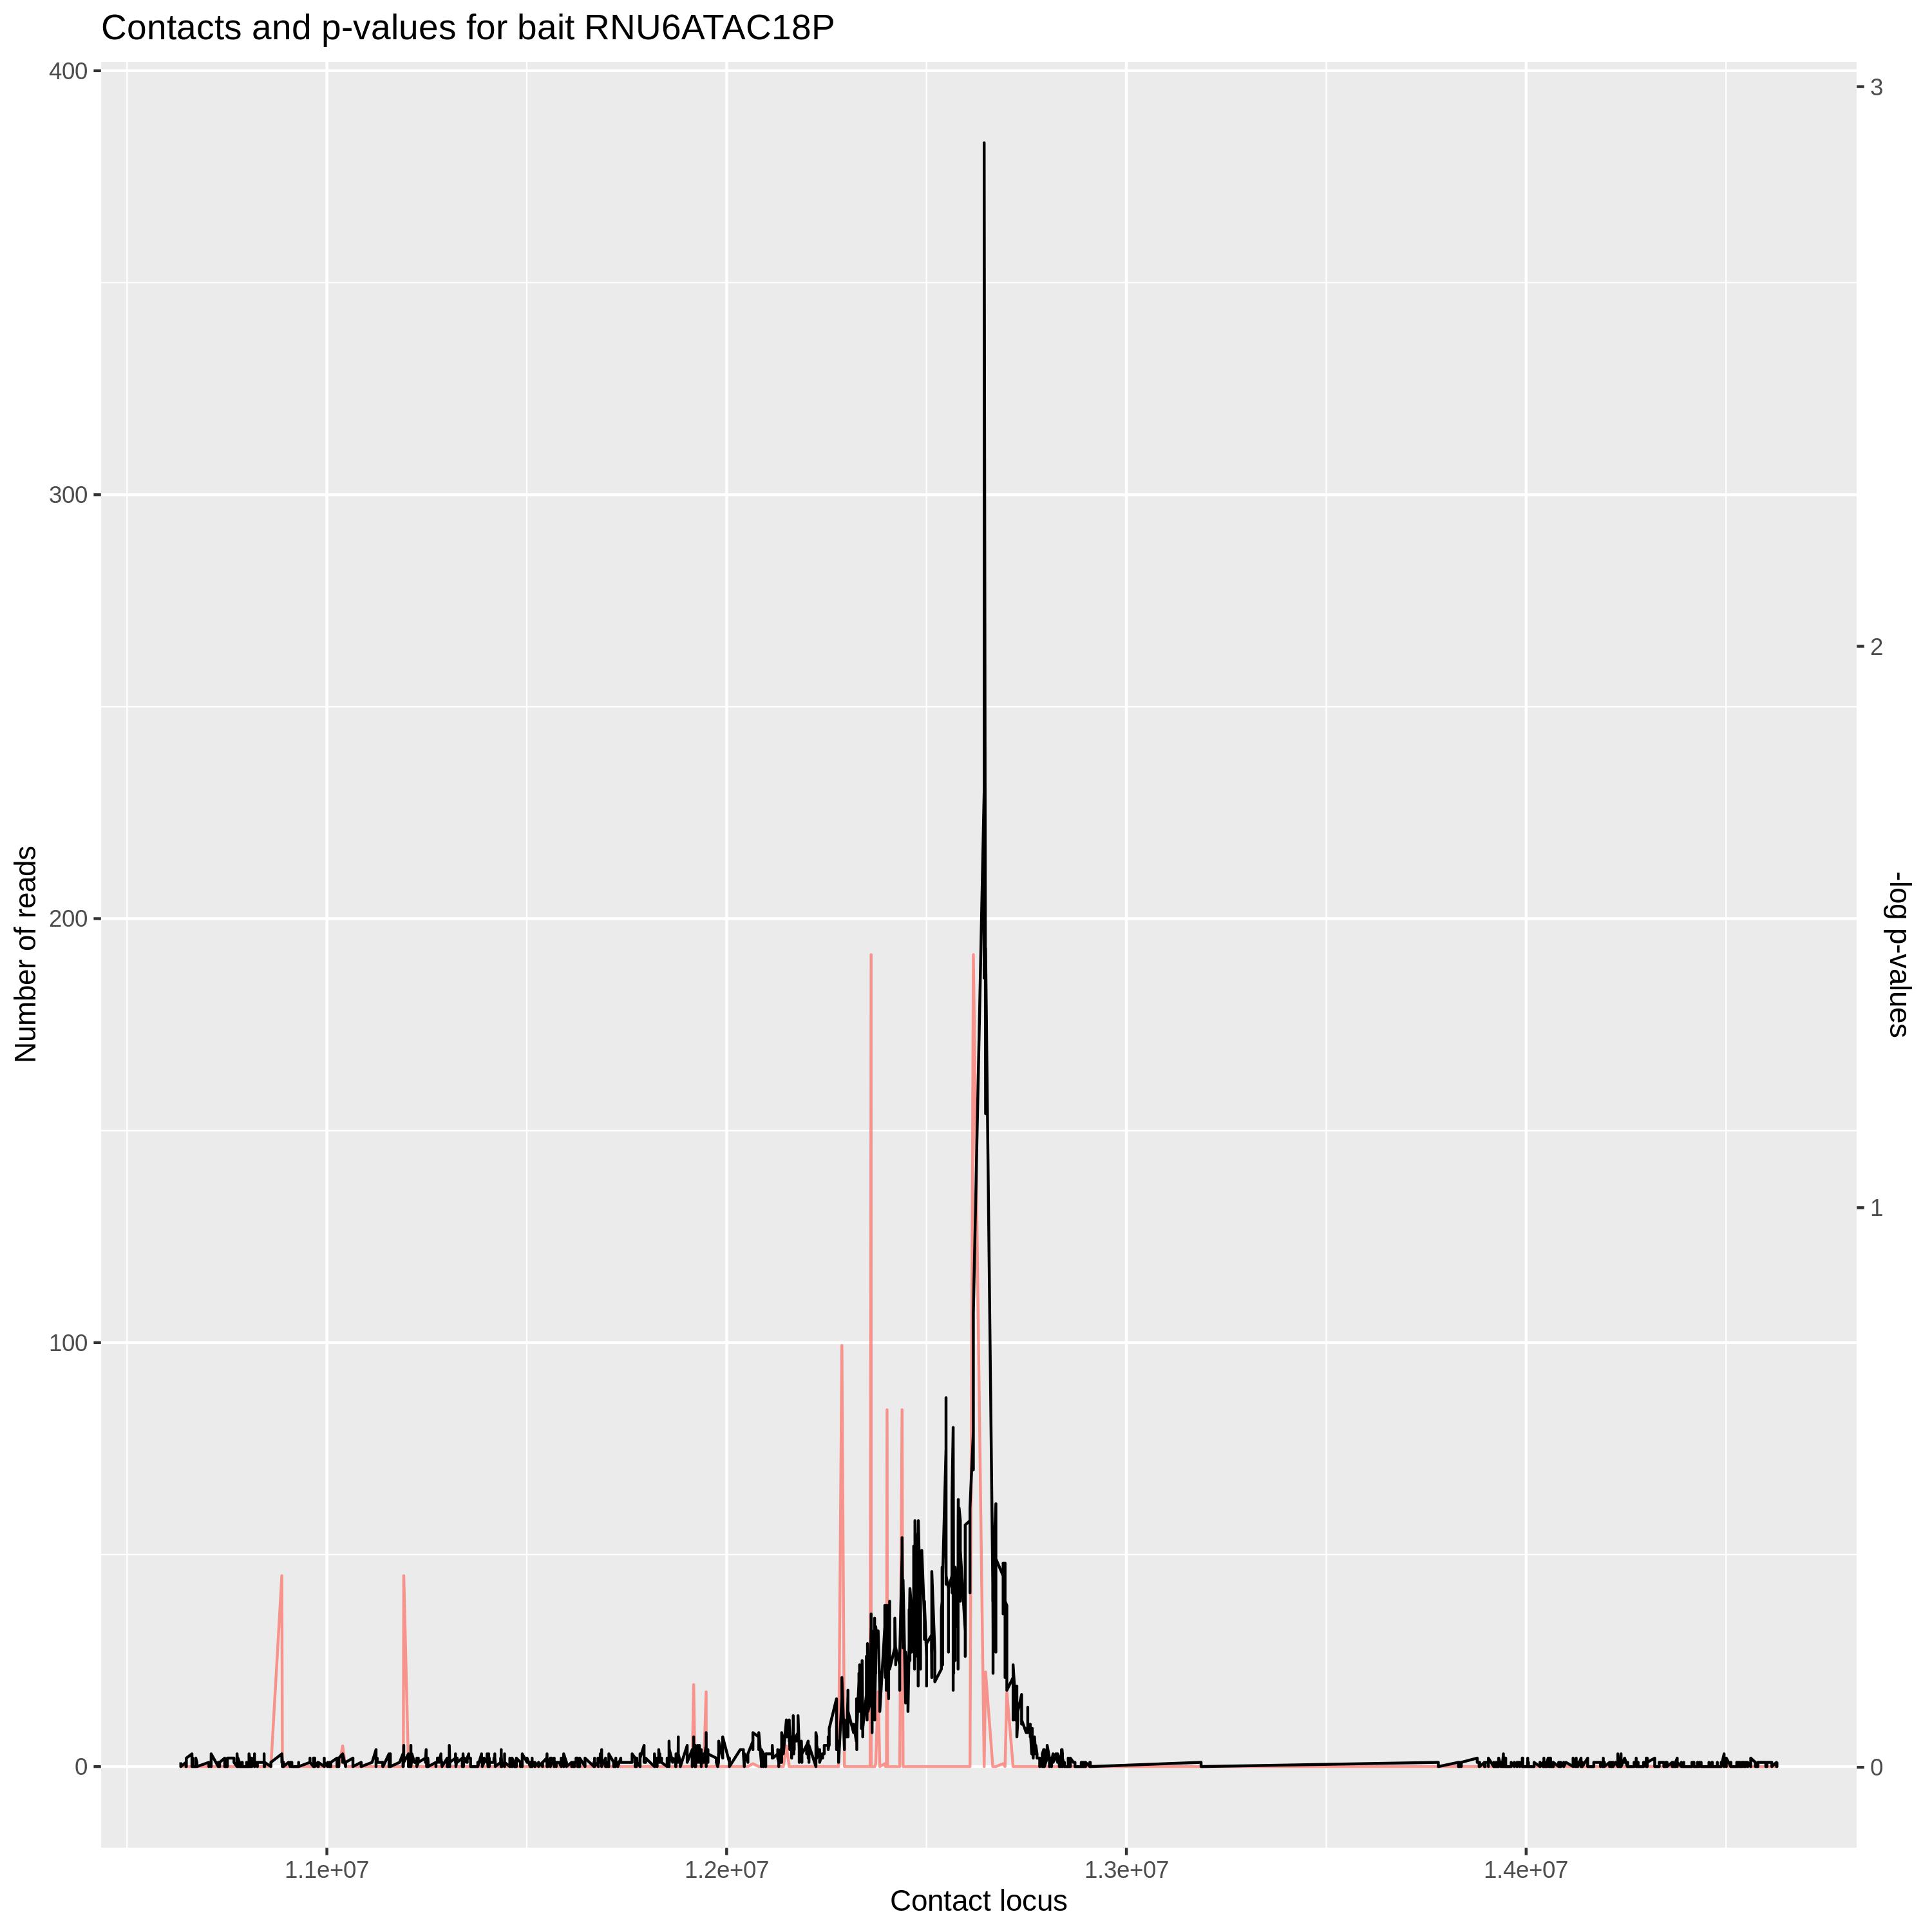 Contacts and p-values for bait RNU6ATAC18P
400
300
200
100
0
3
2
1
0
Number of reads
-log p-values
1.1e+07
1.2e+07
1.3e+07
1.4e+07
Contact locus